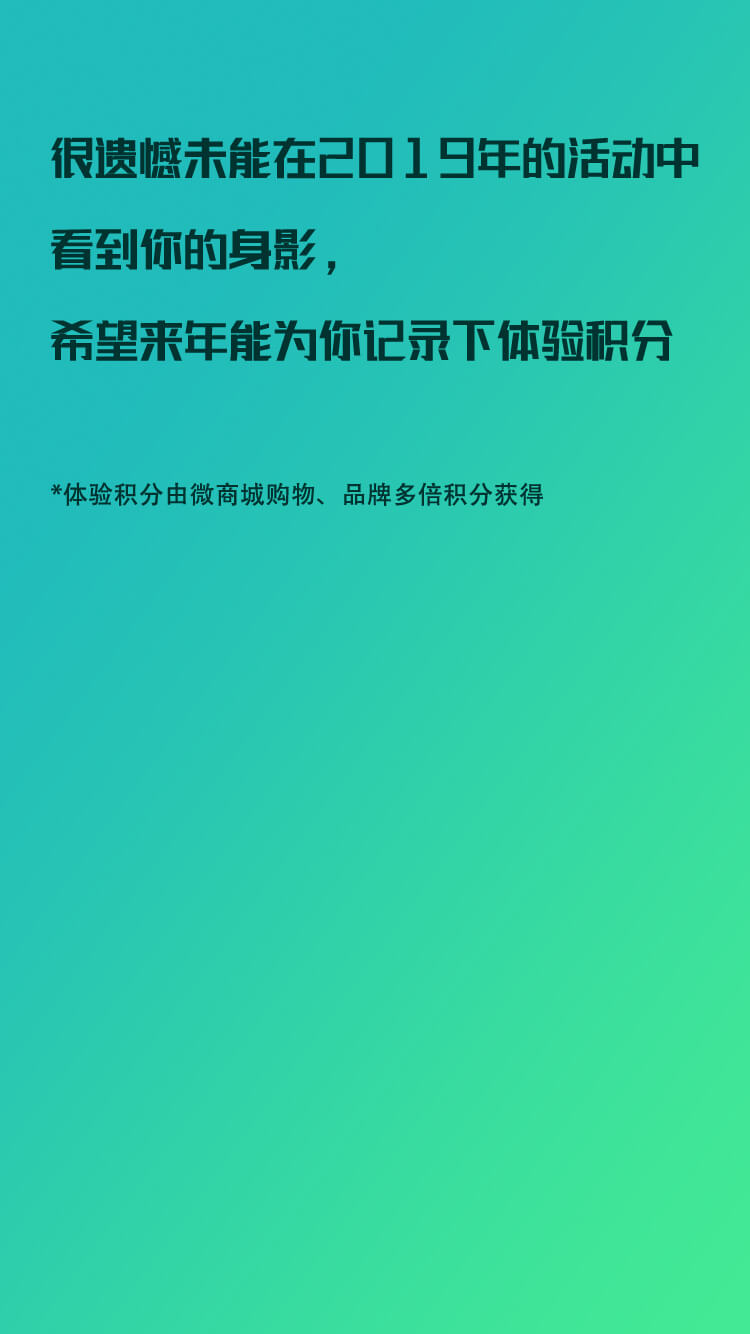 很遗憾未能在2019年的活动中
看到你的身影，
希望来年能为你记录下体验积分
*体验积分由微商城购物、品牌多倍积分获得